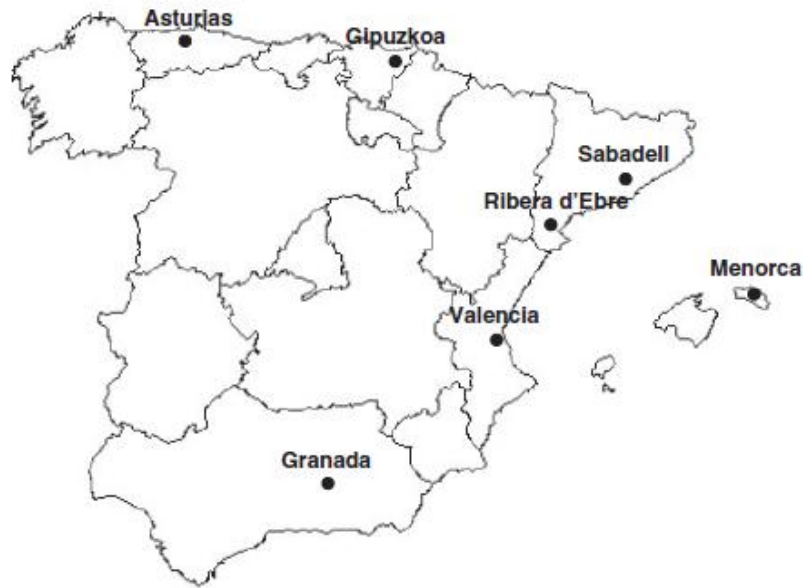 Asturias
Gipuzkoa
Sabadell
Ribera d'Ebre
Menorca
Valencia
Granada